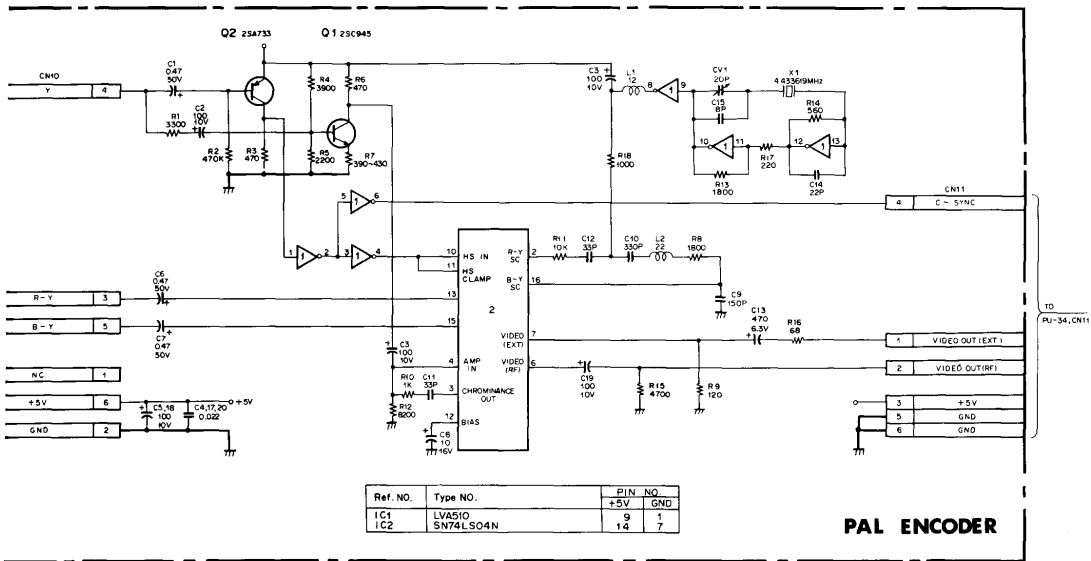 Q2 2SA733
Q1 2SC945
CN10
Y 4
C1
0.47
50V
R1
3300
C2
100
10V
R2
470K
R3
470
R4
3900
R5
2200
R6
470
R7
390~430
C3
100
10V
L1
12
8
1
9
CV1
20P
C15
8P
X1
4.433619MHz
R14
560
10
1
11
R17
220
12
1
13
R13
1800
C14
22P
R18
1000
CN11
4 C-SYNC
5
1
6
1
1
2
3
1
4
10
11
HS IN
HS
CLAMP
R-Y
SC
2
B-Y
SC
16
R11
10K
C12
33P
C10
330P
L2
22
R8
1800
C9
150P
R-Y 3
C6
0.47
50V
13
B-Y 5
C7
0.47
50V
15
2
VIDEO
(EXT)
7
VIDEO
(RF)
6
C13
470
6.3V
R16
68
1 VIDEO OUT (EXT)
2 VIDEO OUT(RF)
TO
PU-34,CN11
C3
100
10V
4
AMP
IN
R10
1K
C11
33P
3
CHROMINANCE
OUT
R12
8200
12
BIAS
C8
10
16V
C19
100
10V
R15
4700
R9
120
NC 1
+5V 6
GND 2
C5,18
100
10V
C4,17,20
0.022
+5V
3 +5V
5 GND
6 GND
Ref. NO. Type NO. PIN NO.
+5V GND
IC1 LVA510 9 1
IC2 SN74LS04N 14 7
PAL ENCODER